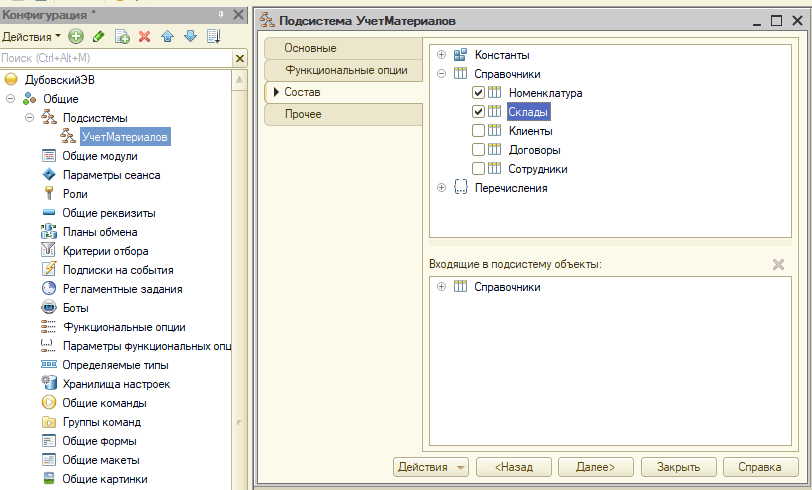 Конфигурация *
Действия
Поиск (Ctrl+Alt+M)
ДубовскийЭВ
Общие
Подсистемы
УчетМатериалов
Общие модули
Параметры сеанса
Роли
Общие реквизиты
Планы обмена
Критерии отбора
Подписки на события
Регламентные задания
Боты
Функциональные опции
Параметры функциональных опц
Определяемые типы
Хранилища настроек
Общие команды
Группы команд
Общие формы
Общие макеты
Общие картинки
Подсистема УчетМатериалов
Основные
Функциональные опции
Состав
Прочее
Константы
Справочники
Номенклатура
Склады
Клиенты
Договоры
Сотрудники
Перечисления
Входящие в подсистему объекты:
Справочники
Действия
<Назад
Далее>
Закрыть
Справка